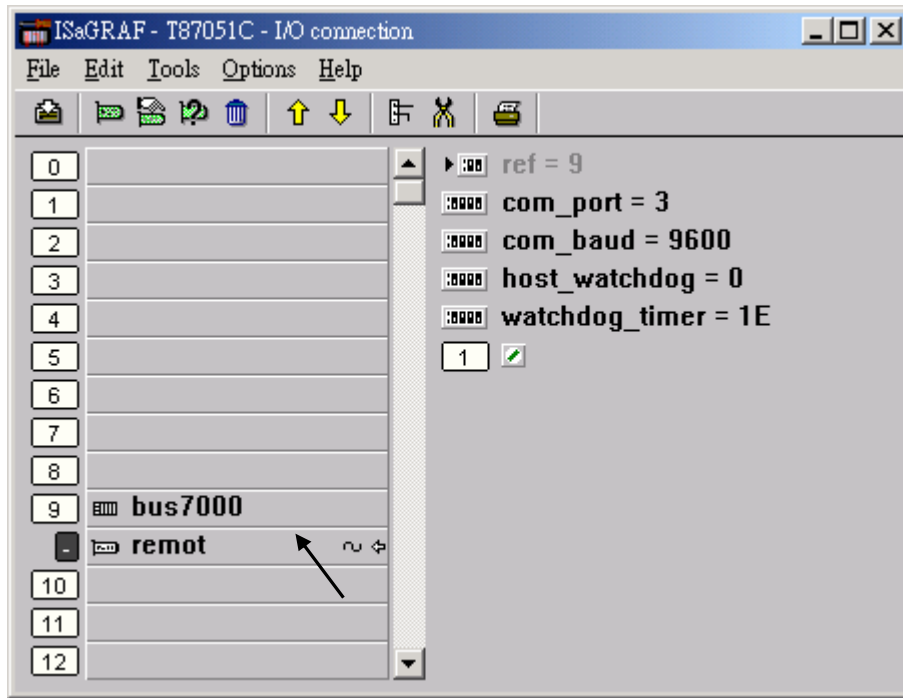 ISaGRAF - T87051C - I/O connection
File Edit Tools Options Help
0
1
2
3
4
5
6
7
8
9 bus7000
- remot
10
11
12
ref = 9
com_port = 3
com_baud = 9600
host_watchdog = 0
watchdog_timer = 1E
1